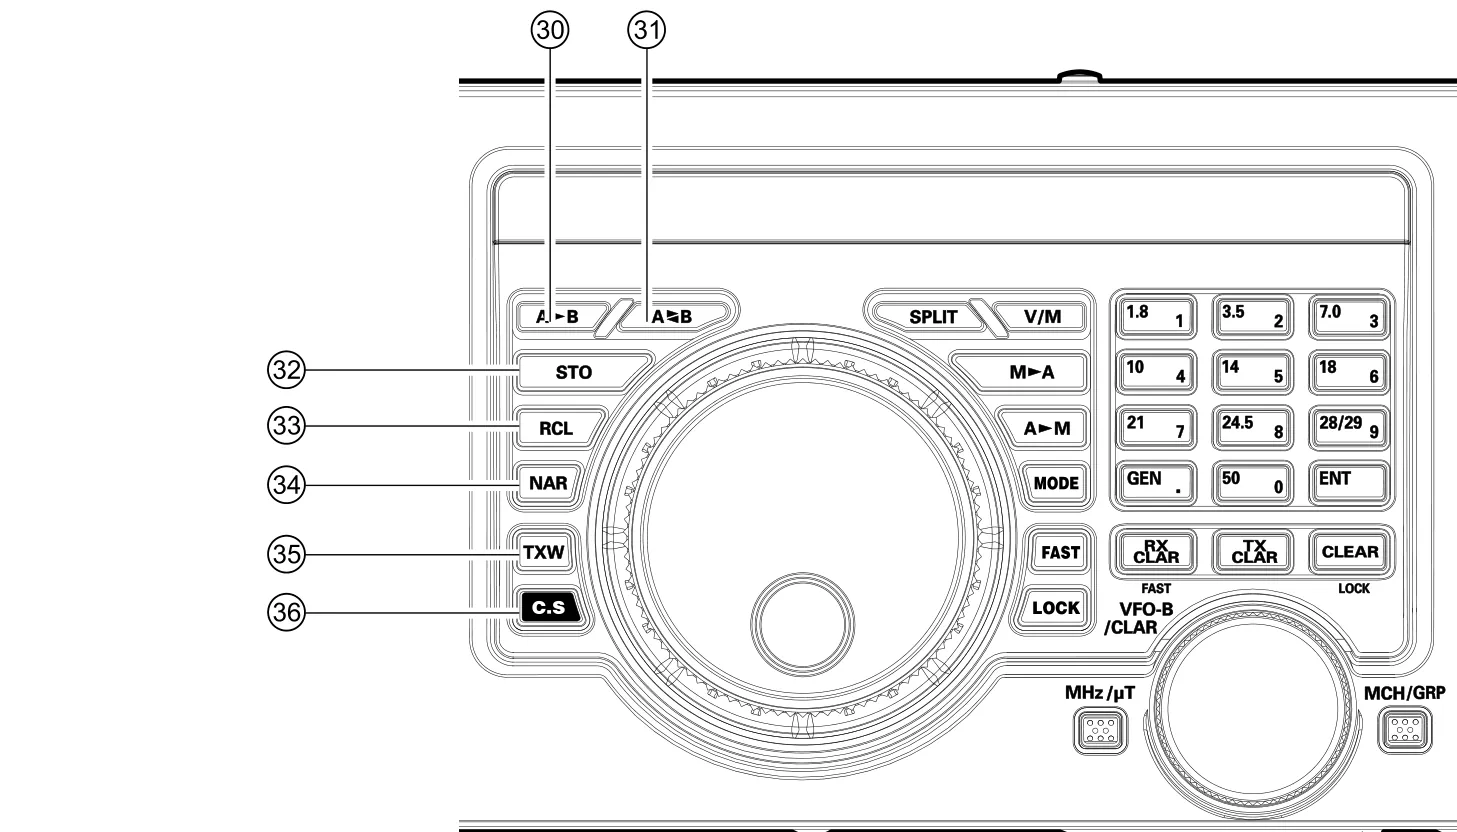 30 31
A►B A⇆B SPLIT V/M 1.8 1 3.5 2 7.0 3
32 STO M►A 10 4 14 5 18 6
33 RCL A►M 21 7 24.5 8 28/29 9
34 NAR MODE GEN . 50 0 ENT
35 TXW FAST RX CLAR TX CLAR CLEAR
FAST LOCK
36 C.S LOCK VFO-B
/CLAR
MHz/µT MCH/GRP